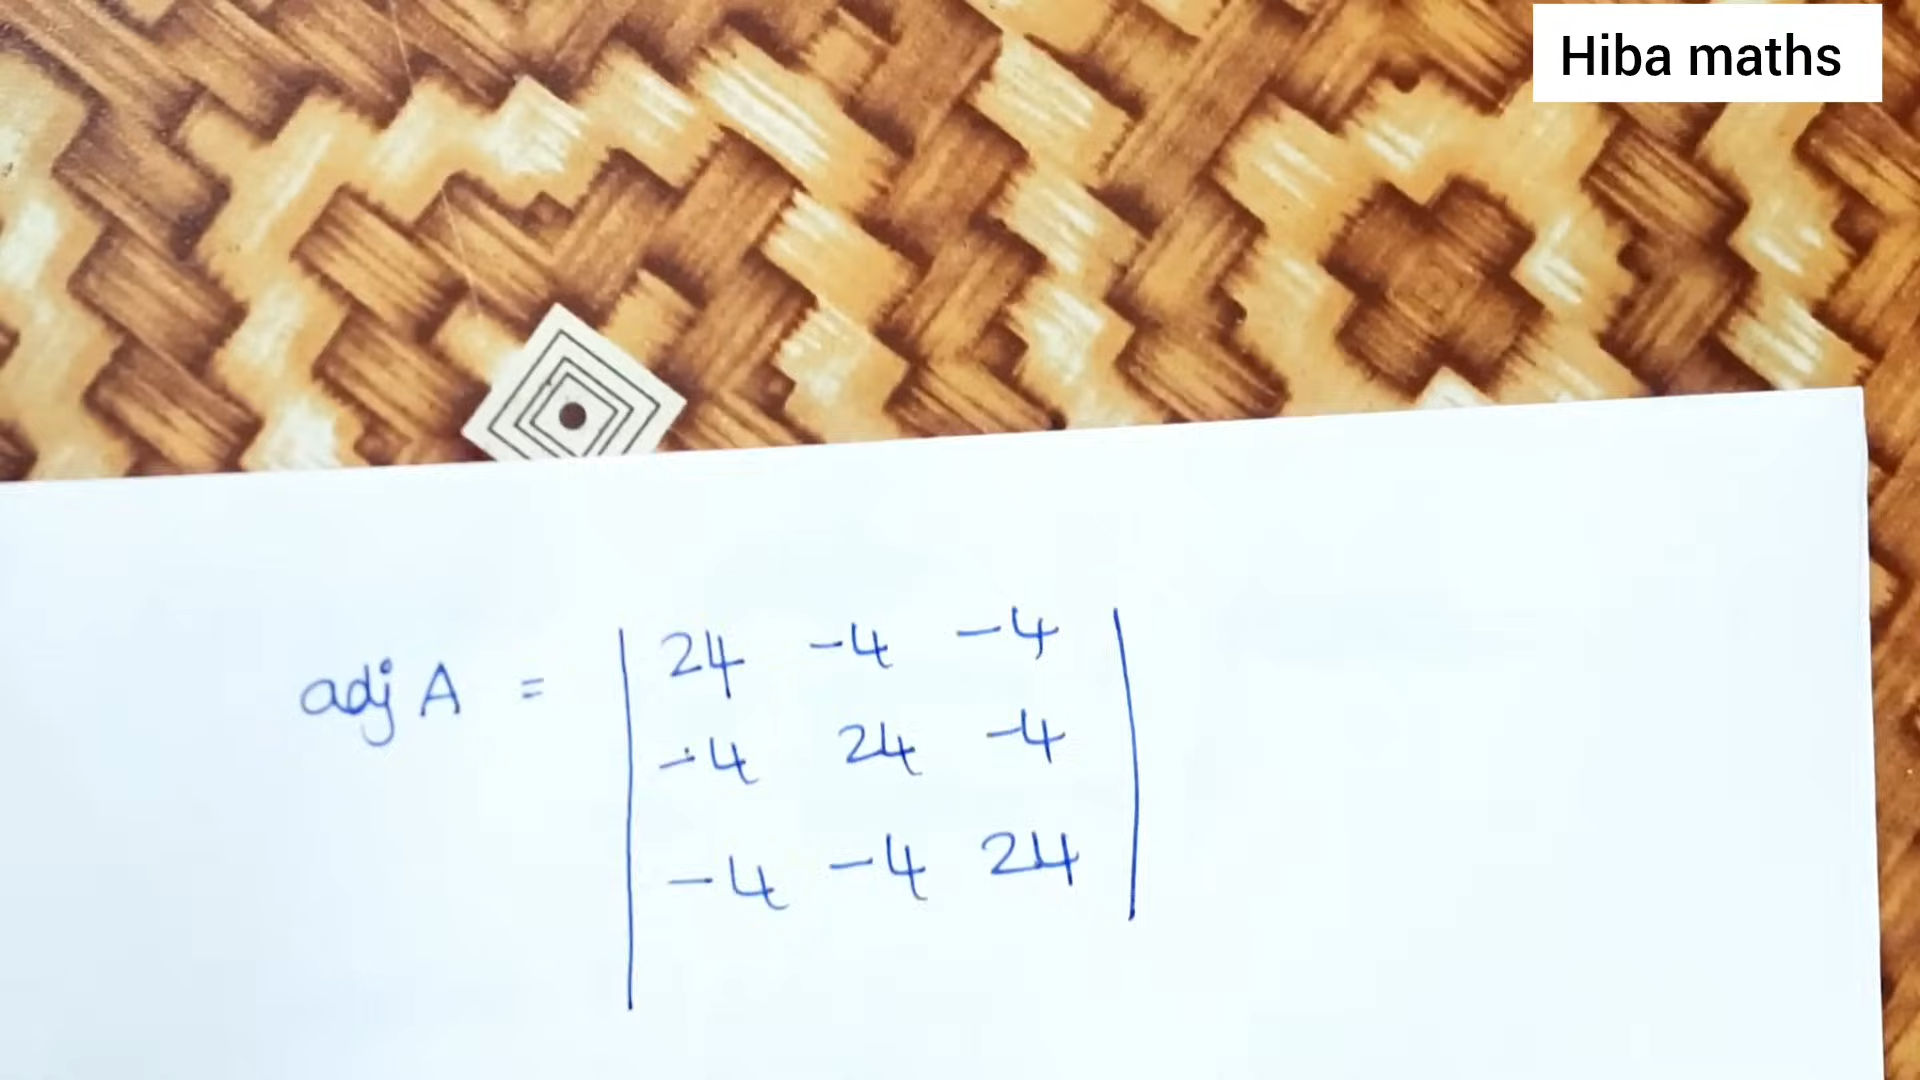 Hiba maths
adj A = | 24 -4 -4 |
-4 24 -4
-4 -4 24